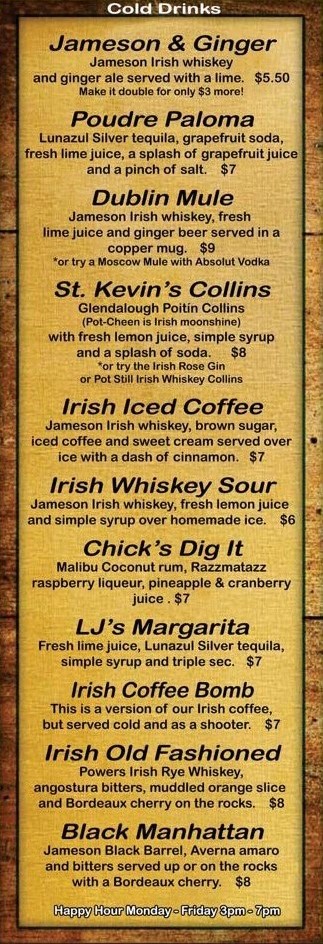 Cold Drinks
Jameson & Ginger
Jameson Irish whiskey
and ginger ale served with a lime. $5.50
Make it double for only $3 more!
Poudre Paloma
Lunazul Silver tequila, grapefruit soda,
fresh lime juice, a splash of grapefruit juice
and a pinch of salt. $7
Dublin Mule
Jameson Irish whiskey, fresh
lime juice and ginger beer served in a
copper mug. $9
*or try a Moscow Mule with Absolut Vodka
St. Kevin's Collins
Glendalough Poitín Collins
(Pot-Cheen is Irish moonshine)
with fresh lemon juice, simple syrup
and a splash of soda. $8
*or try the Irish Rose Gin
or Pot Still Irish Whiskey Collins
Irish Iced Coffee
Jameson Irish whiskey, brown sugar,
iced coffee and sweet cream served over
ice with a dash of cinnamon. $7
Irish Whiskey Sour
Jameson Irish whiskey, fresh lemon juice
and simple syrup over homemade ice. $6
Chick's Dig It
Malibu Coconut rum, Razzmatazz
raspberry liqueur, pineapple & cranberry
juice . $7
LJ's Margarita
Fresh lime juice, Lunazul Silver tequila,
simple syrup and triple sec. $7
Irish Coffee Bomb
This is a version of our Irish coffee,
but served cold and as a shooter. $7
Irish Old Fashioned
Powers Irish Rye Whiskey,
angostura bitters, muddled orange slice
and Bordeaux cherry on the rocks. $8
Black Manhattan
Jameson Black Barrel, Averna amaro
and bitters served up or on the rocks
with a Bordeaux cherry. $8
Happy Hour Monday - Friday 3pm - 7pm